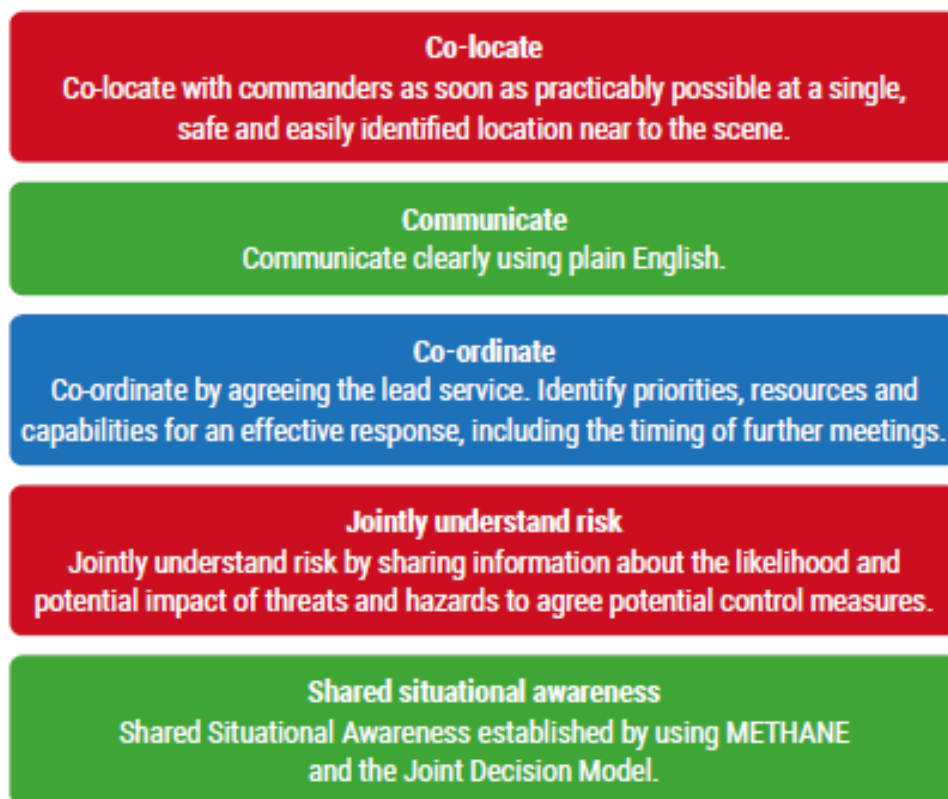 Co-locate
Co-locate with commanders as soon as practicably possible at a single,
safe and easily identified location near to the scene.
Communicate
Communicate clearly using plain English.
Co-ordinate
Co-ordinate by agreeing the lead service. Identify priorities, resources and
capabilities for an effective response, including the timing of further meetings.
Jointly understand risk
Jointly understand risk by sharing information about the likelihood and
potential impact of threats and hazards to agree potential control measures.
Shared situational awareness
Shared Situational Awareness established by using METHANE
and the Joint Decision Model.